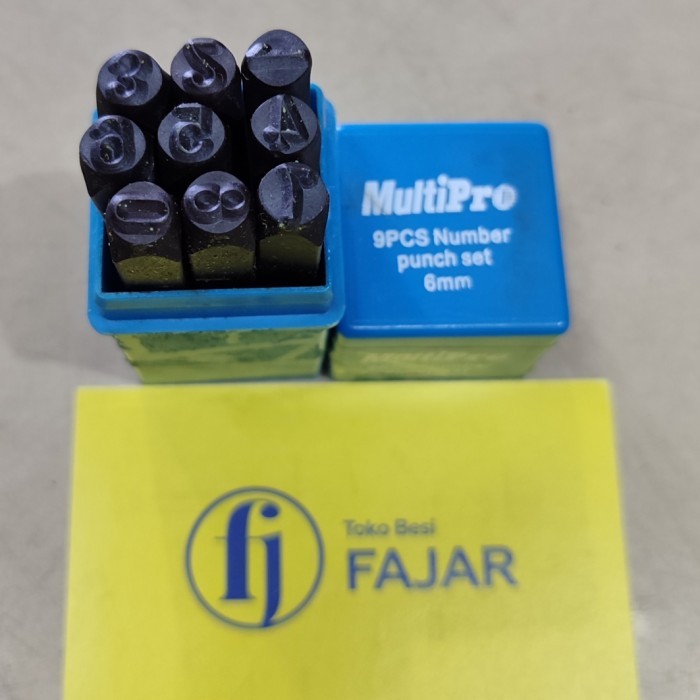 MultiPro
9PCS Number
punch set
6mm
fj
Toko Besi
FAJAR